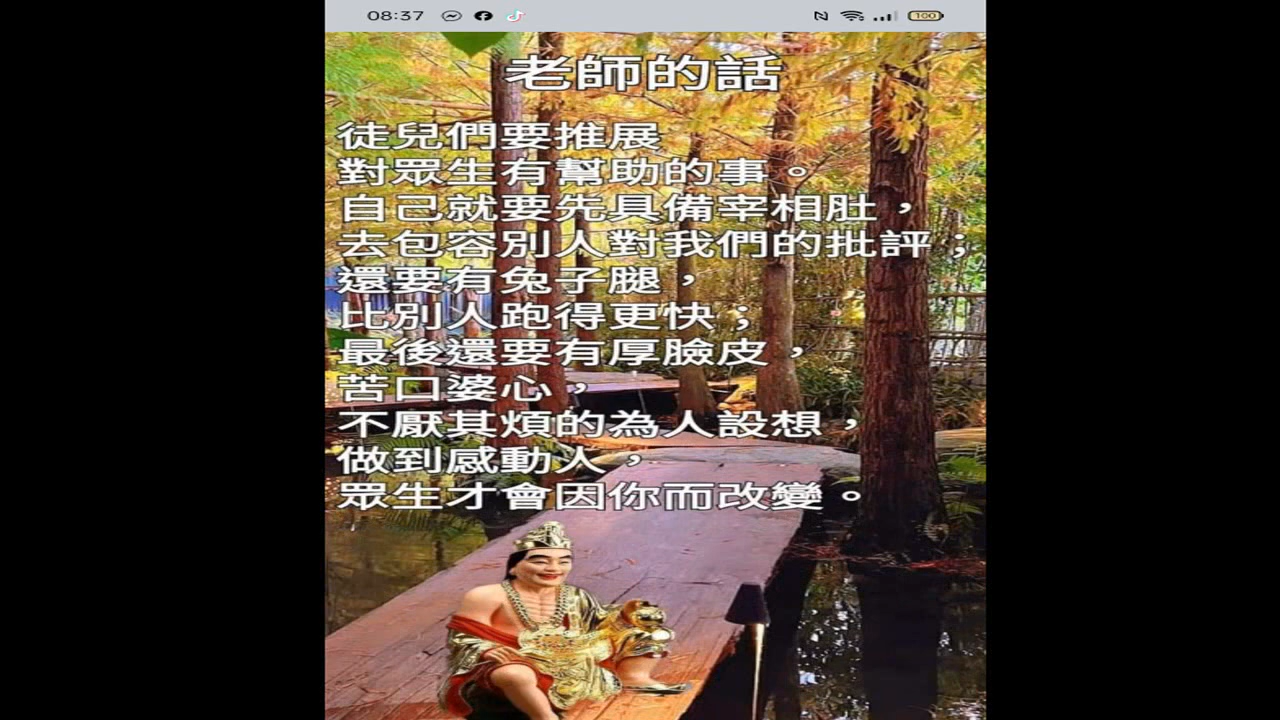 08:37
100
老師的話
徒兒們要推展
對眾生有幫助的事。
自己就要先具備宰相肚，
去包容別人對我們的批評；
還要有兔子腿，
比別人跑得更快；
最後還要有厚臉皮，
苦口婆心，
不厭其煩的為人設想，
做到感動人，
眾生才會因你而改變。